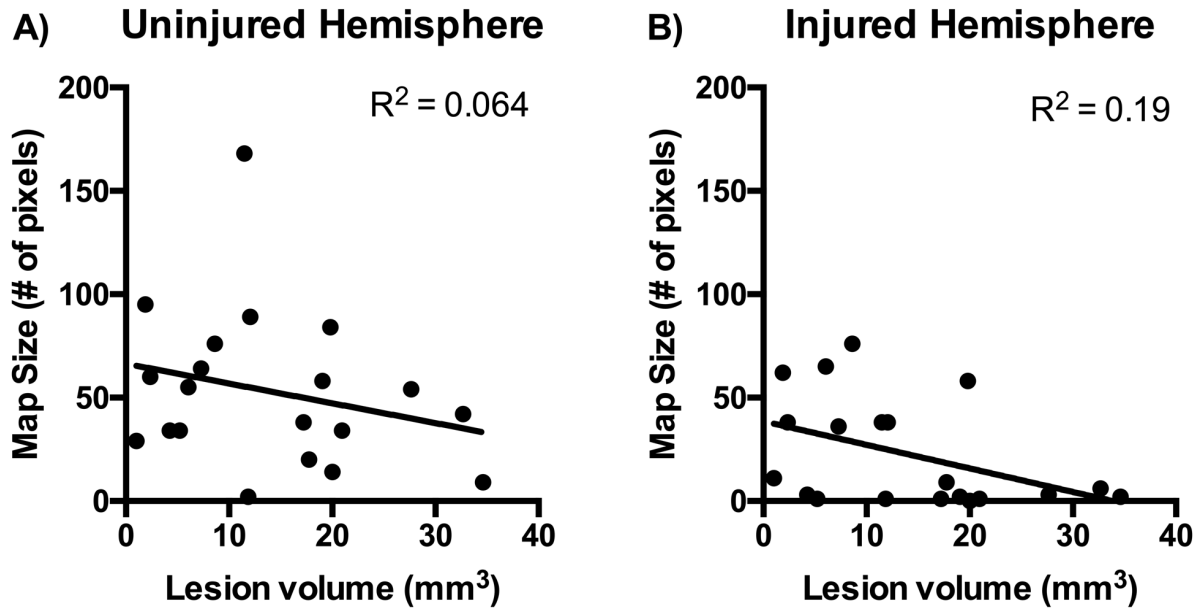 A) Uninjured Hemisphere
R² = 0.064
Map Size (# of pixels)
200
150
100
50
0
0 10 20 30 40
Lesion volume (mm³)
B) Injured Hemisphere
R² = 0.19
Map Size (# of pixels)
200
150
100
50
0
0 10 20 30 40
Lesion volume (mm³)